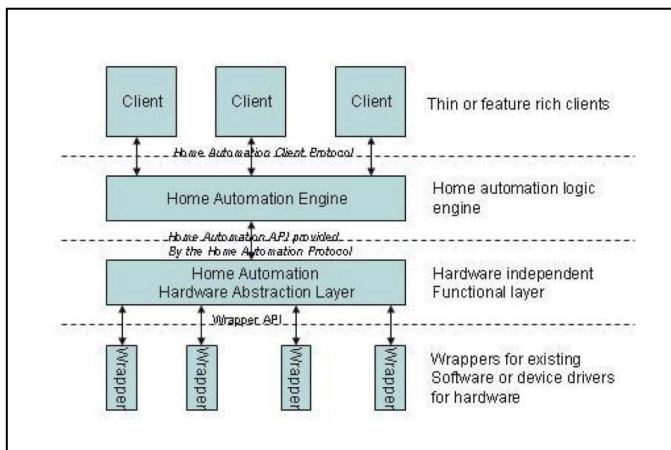 Client
Client
Client
Thin or feature rich clients
Home Automation Client Protocol
Home Automation Engine
Home automation logic
engine
Home Automation API provided
By the Home Automation Protocol
Home Automation
Hardware Abstraction Layer
Hardware independent
Functional layer
Wrapper API
Wrapper
Wrapper
Wrapper
Wrapper
Wrappers for existing
Software or device drivers
for hardware